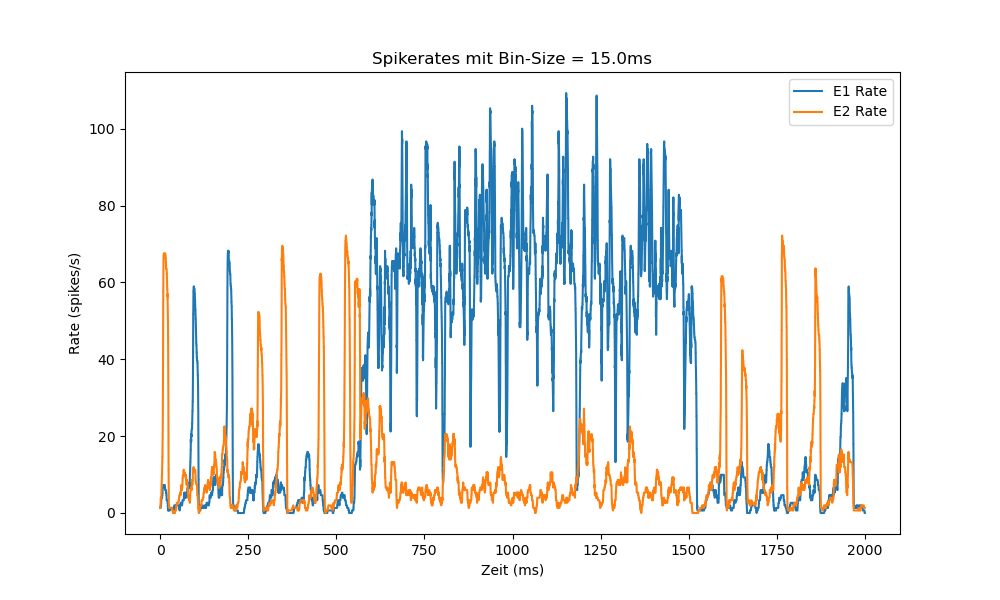 Spikerates mit Bin-Size = 15.0ms
E1 Rate
E2 Rate
100
80
60
40
20
0
Rate (spikes/s)
0 250 500 750 1000 1250 1500 1750 2000
Zeit (ms)